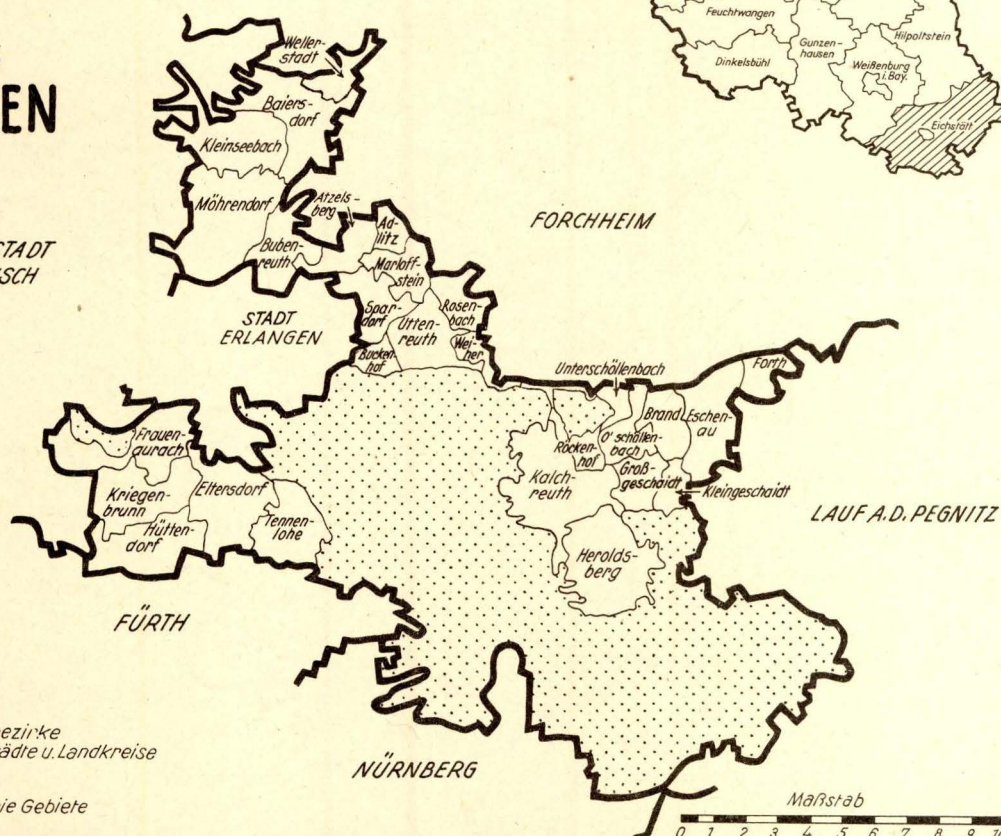 EN
STADT
ISCH
Feuchtwangen
Dinkelsbühl
Gunzen-
hausen
Hilpoltstein
Weißenburg
i. Bay.
Eichstätt
Weller-
stadt
Baiers-
dorf
Kleinseebach
Möhrendorf
Atzels-
berg
Ad-
litz
Buben-
reuth
Marloff-
stein
FORCHHEIM
STADT
ERLANGEN
Spar-
dorf
Utten-
reuth
Rosen-
bach
Wei-
her
Bucken-
hof
Unterschöllenbach
Forth
Brand
Eschen-
au
Röcken-
hof
O'schöllen-
bach
Groß-
geschaidt
Kleingeschaidt
Kalch-
reuth
Herolds-
berg
Frauen-
aurach
Kriegen-
brunn
Eltersdorf
Hütten-
dorf
Tennen-
lohe
LAUF A.D. PEGNITZ
FÜRTH
NÜRNBERG
ezirke
ädte u. Landkreise
ie Gebiete
Maßstab
0 1 2 3 4 5 6 7 8 9 10